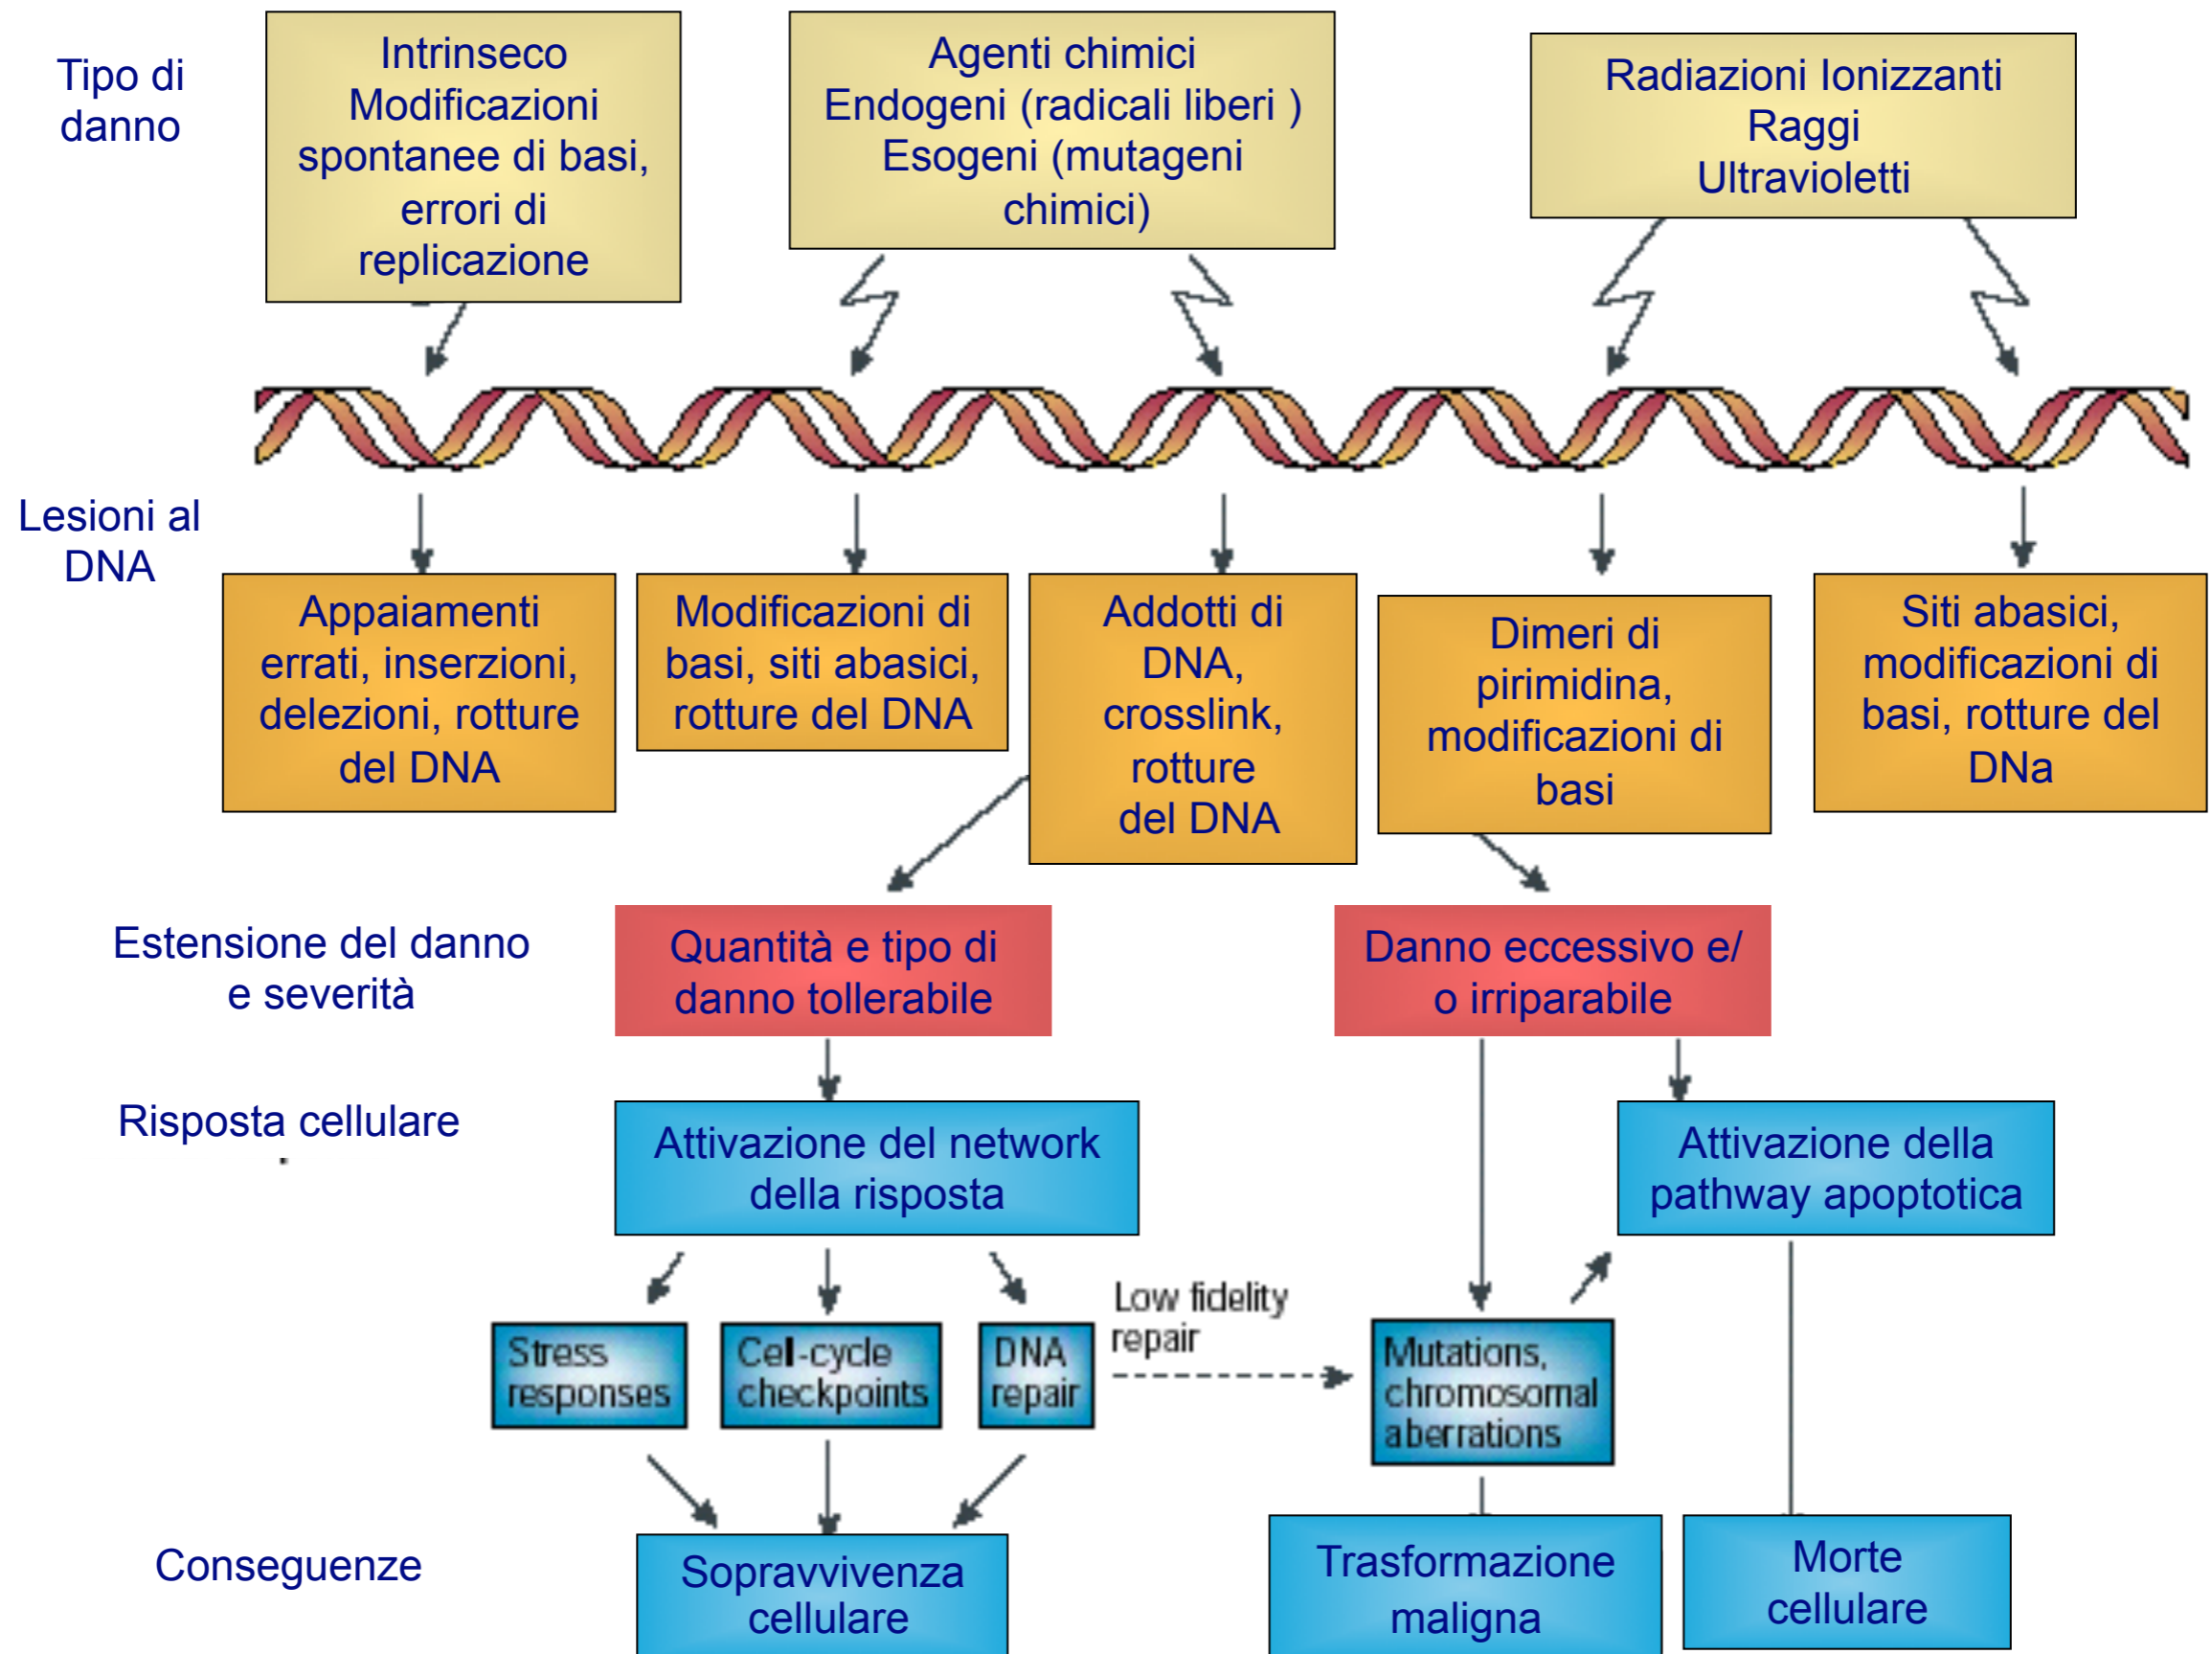 Tipo di
danno
Intrinseco
Modificazioni
spontanee di basi,
errori di
replicazione
Agenti chimici
Endogeni (radicali liberi )
Esogeni (mutageni
chimici)
Radiazioni Ionizzanti
Raggi
Ultravioletti
Lesioni al
DNA
Appaiamenti
errati, inserzioni,
delezioni, rotture
del DNA
Modificazioni di
basi, siti abasici,
rotture del DNA
Addotti di
DNA,
crosslink,
rotture
del DNA
Dimeri di
pirimidina,
modificazioni di
basi
Siti abasici,
modificazioni di
basi, rotture del
DNa
Estensione del danno
e severità
Quantità e tipo di
danno tollerabile
Danno eccessivo e/
o irriparabile
Risposta cellulare
Attivazione del network
della risposta
Attivazione della
pathway apoptotica
Stress
responses
Cell-cycle
checkpoints
DNA
repair
Low fidelity
repair
Mutations,
chromosomal
aberrations
Conseguenze
Sopravvivenza
cellulare
Trasformazione
maligna
Morte
cellulare